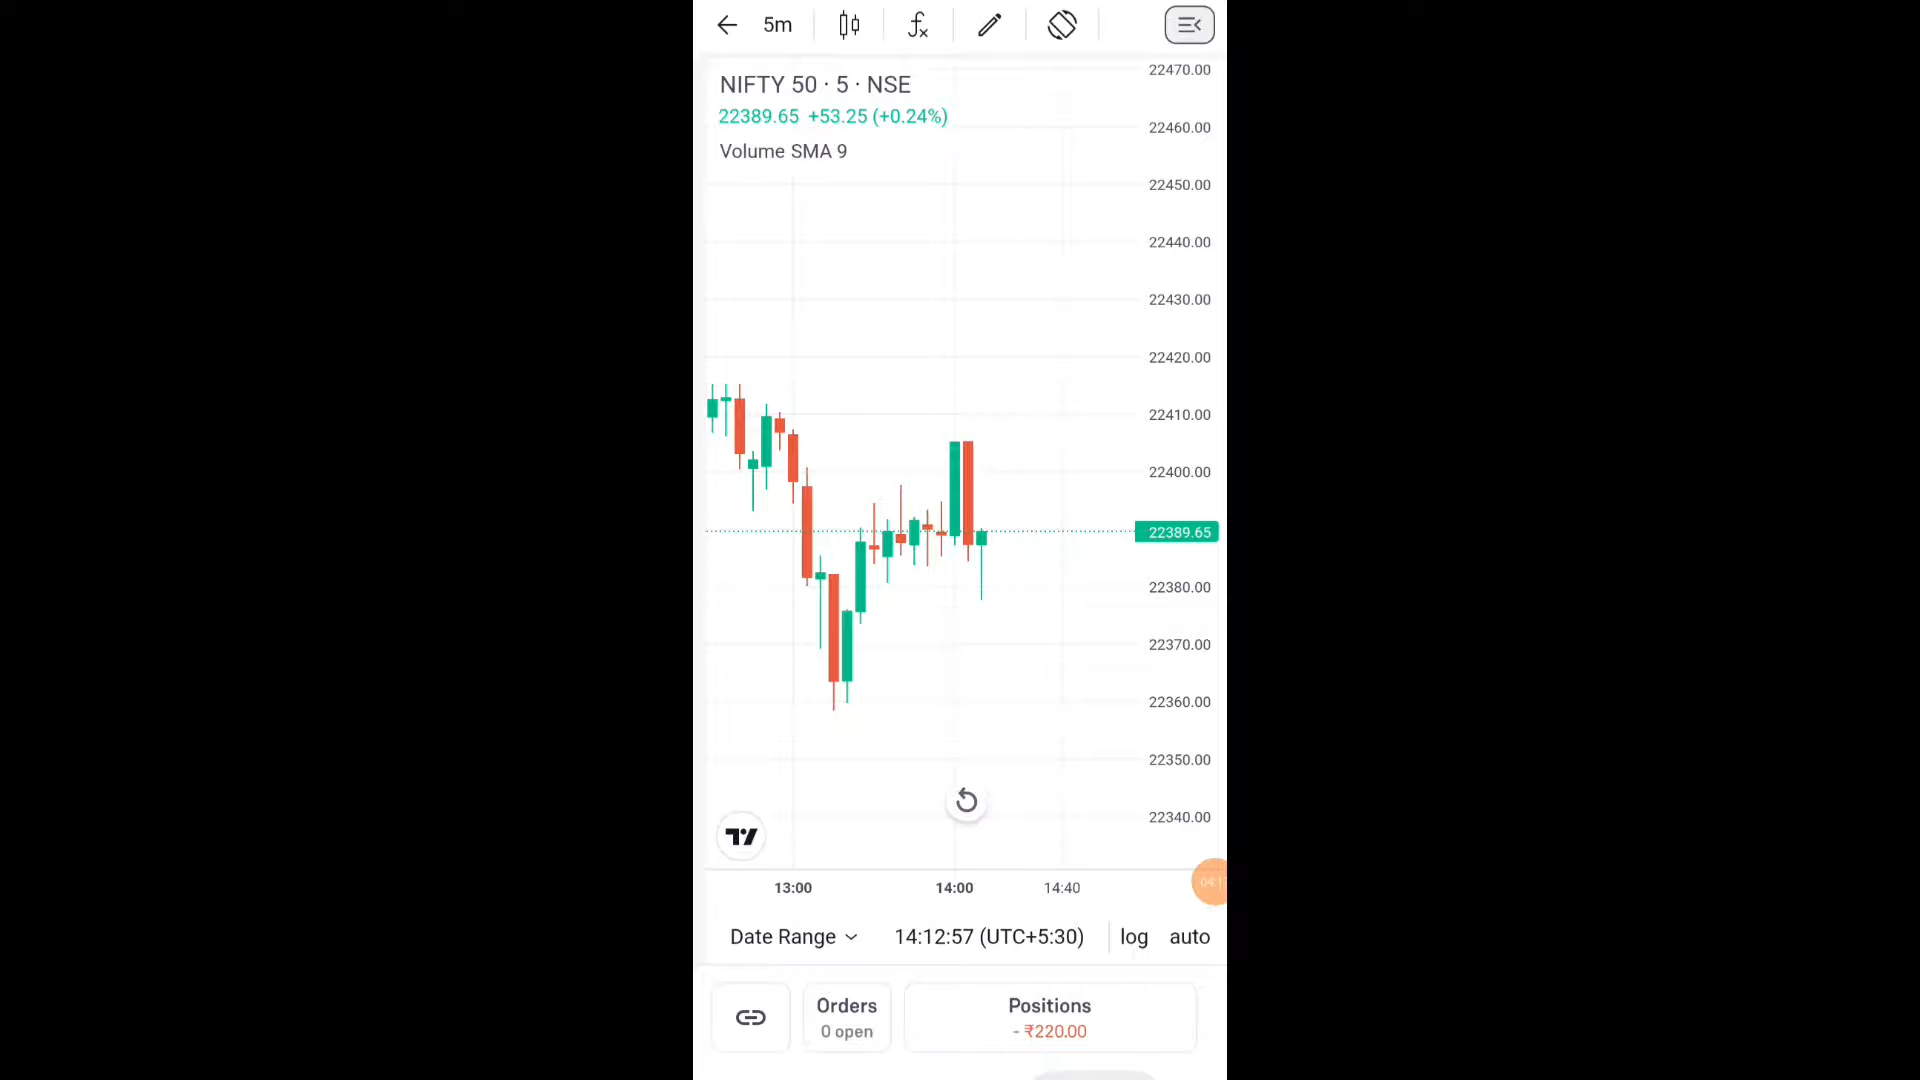 5m
NIFTY 50 · 5 · NSE
22389.65 +53.25 (+0.24%)
Volume SMA 9
22470.00
22460.00
22450.00
22440.00
22430.00
22420.00
22410.00
22400.00
22389.65
22380.00
22370.00
22360.00
22350.00
22340.00
13:00 14:00 14:40
Date Range 14:12:57 (UTC+5:30) log auto
Orders
0 open
Positions
- ₹220.00